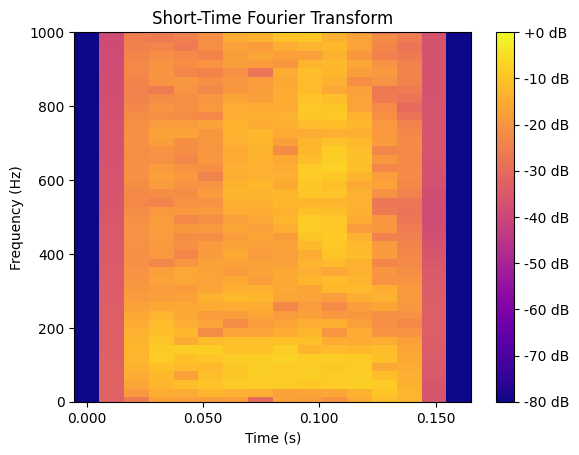 Short-Time Fourier Transform
1000
800
600
400
200
0
Frequency (Hz)
0.000
0.050
0.100
0.150
Time (s)
+0 dB
-10 dB
-20 dB
-30 dB
-40 dB
-50 dB
-60 dB
-70 dB
-80 dB